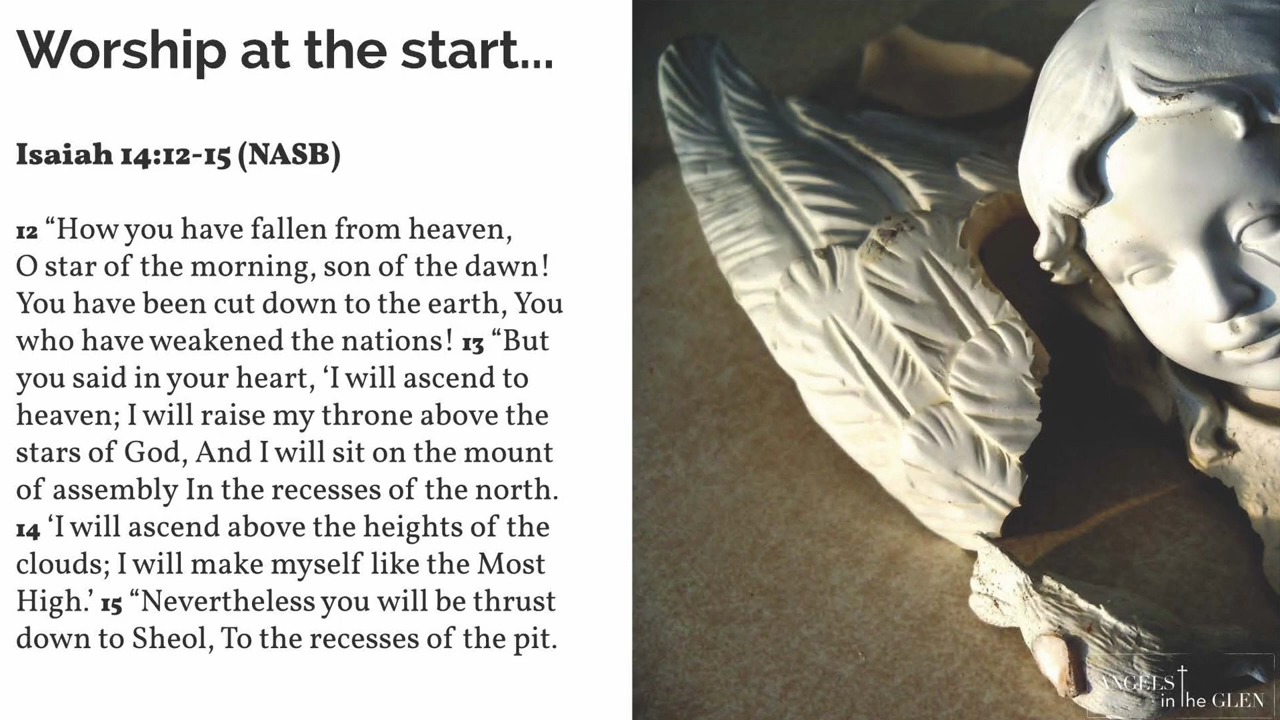 Worship at the start...
Isaiah 14:12-15 (NASB)
12 “How you have fallen from heaven,
O star of the morning, son of the dawn!
You have been cut down to the earth, You
who have weakened the nations! 13 “But
you said in your heart, ‘I will ascend to
heaven; I will raise my throne above the
stars of God, And I will sit on the mount
of assembly In the recesses of the north.
14 ‘I will ascend above the heights of the
clouds; I will make myself like the Most
High.’ 15 “Nevertheless you will be thrust
down to Sheol, To the recesses of the pit.
ANGELS
in the GLEN